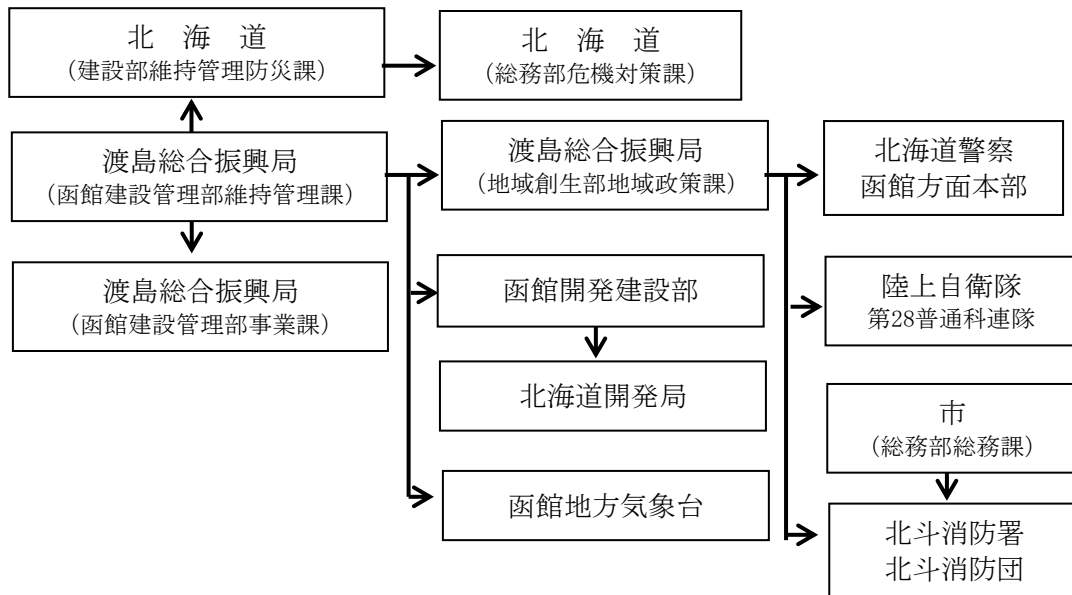 北 海 道
（建設部維持管理防災課）
北 海 道
（総務部危機対策課）
渡島総合振興局
（函館建設管理部維持管理課）
渡島総合振興局
（地域創生部地域政策課）
北海道警察
函館方面本部
渡島総合振興局
（函館建設管理部事業課）
函館開発建設部
陸上自衛隊
第28普通科連隊
北海道開発局
市
（総務部総務課）
函館地方気象台
北斗消防署
北斗消防団